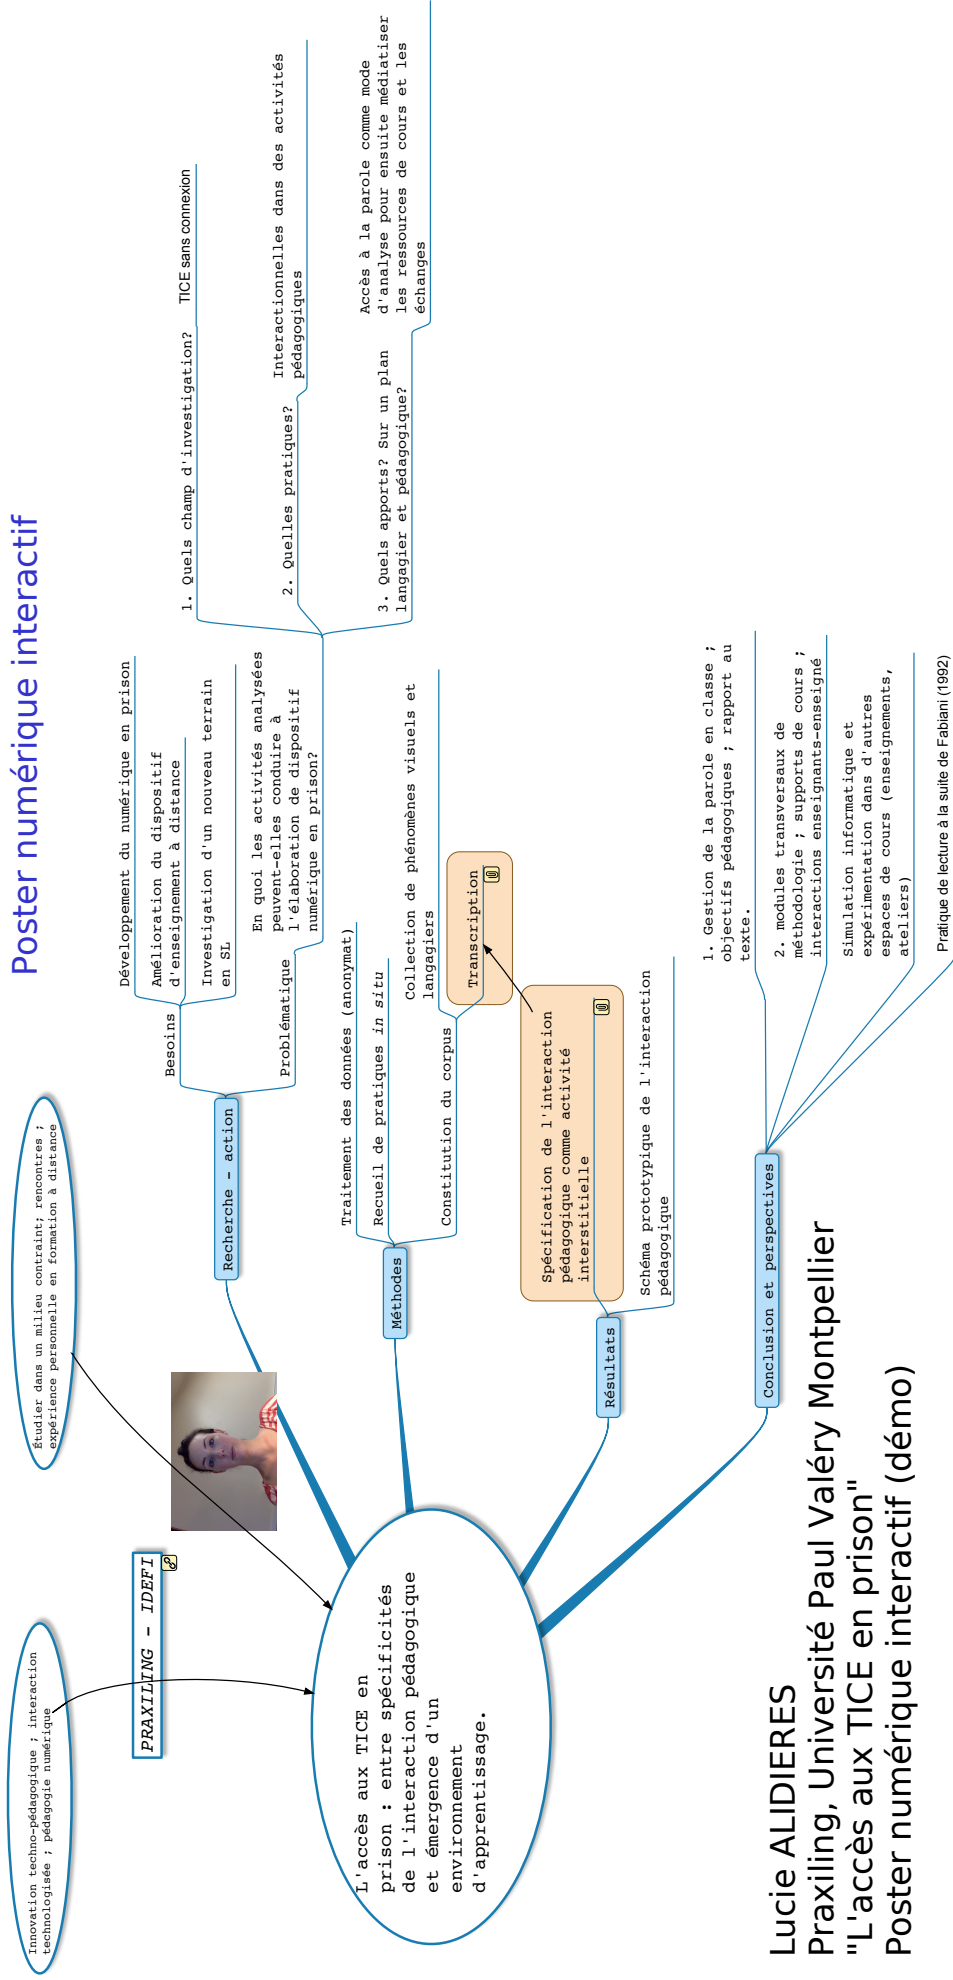 Poster numérique interactif
Innovation techno-pédagogique ; interaction
technologisée ; pédagogie numérique
Étudier dans un milieu contraint; rencontres ;
expérience personnelle en formation à distance
PRAXILING - IDEFI
L'accès aux TICE en
prison : entre spécificités
de l'interaction pédagogique
et émergence d'un
environnement
d'apprentissage.
Recherche - action
Besoins
Développement du numérique en prison
Amélioration du dispositif
d'enseignement à distance
Investigation d'un nouveau terrain
en SL
Problématique
En quoi les activités analysées
peuvent-elles conduire à
l'élaboration de dispositif
numérique en prison?
1. Quels champ d'investigation?
TICE sans connexion
2. Quelles pratiques?
Interactionnelles dans des activités
pédagogiques
3. Quels apports? Sur un plan
langagier et pédagogique?
Accès à la parole comme mode
d'analyse pour ensuite médiatiser
les ressources de cours et les
échanges
Méthodes
Traitement des données (anonymat)
Recueil de pratiques in situ
Constitution du corpus
Collection de phénomènes visuels et
langagiers
Transcription
Résultats
Spécification de l'interaction
pédagogique comme activité
interstitielle
Schéma prototypique de l'interaction
pédagogique
Conclusion et perspectives
1. Gestion de la parole en classe ;
objectifs pédagogiques ; rapport au
texte.
2. modules transversaux de
méthodologie ; supports de cours ;
interactions enseignants-enseigné
Simulation informatique et
expérimentation dans d'autres
espaces de cours (enseignements,
ateliers)
Pratique de lecture à la suite de Fabiani (1992)
Lucie ALIDIERES
Praxiling, Université Paul Valéry Montpellier
"L'accès aux TICE en prison"
Poster numérique interactif (démo)